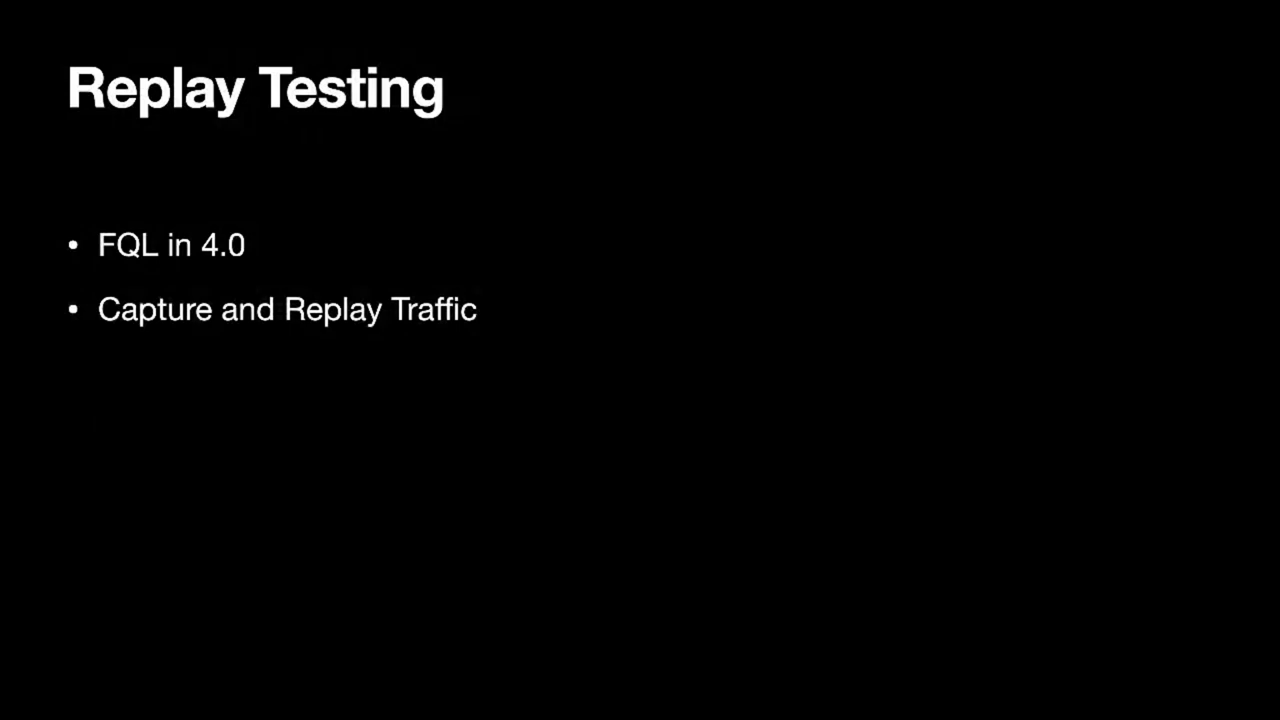 Replay Testing
• FQL in 4.0
• Capture and Replay Traffic